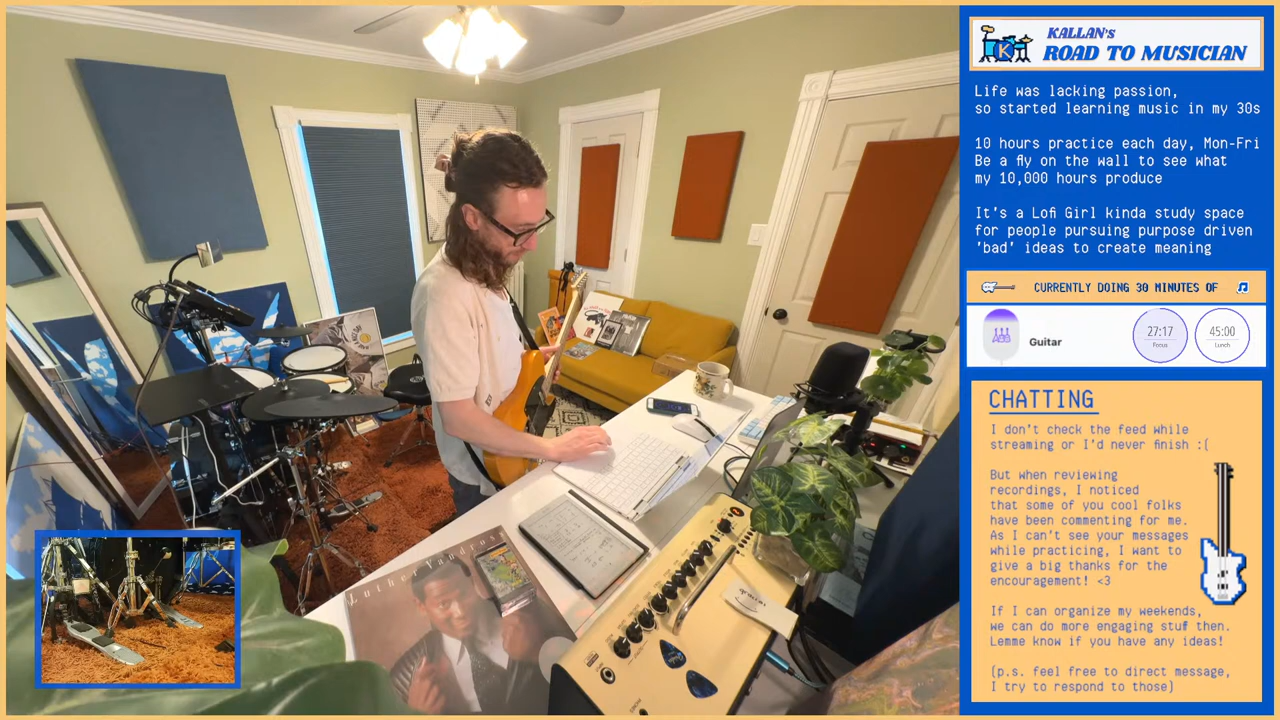 KALLAN's
ROAD TO MUSICIAN
Life was lacking passion,
so started learning music in my 30s
10 hours practice each day, Mon-Fri
Be a fly on the wall to see what
my 10,000 hours produce
It's a Lofi Girl kinda study space
for people pursuing purpose driven
'bad' ideas to create meaning
CURRENTLY DOING 30 MINUTES OF
Guitar
27:17
Focus
45:00
Lunch
CHATTING
I don't check the feed while
streaming or I'd never finish :(
But when reviewing
recordings, I noticed
that some of you cool folks
have been commenting for me.
As I can't see your messages
while practicing, I want to
give a big thanks for the
encouragement! <3
If I can organize my weekends,
we can do more engaging stuf then.
Lemme know if you have any ideas!
(p.s. feel free to direct message,
I try to respond to those)
Luther Vandross